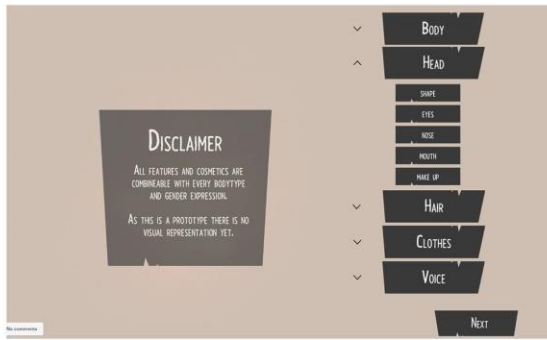 DISCLAIMER
ALL FEATURES AND COSMETICS ARE
COMBINEABLE WITH EVERY BODYTYPE
AND GENDER EXPRESSION.
AS THIS IS A PROTOTYPE THERE IS NO
VISUAL REPRESENTATION YET.
BODY
HEAD
SHAPE
EYES
NOSE
MOUTH
MAKE UP
HAIR
CLOTHES
VOICE
NEXT
No comments